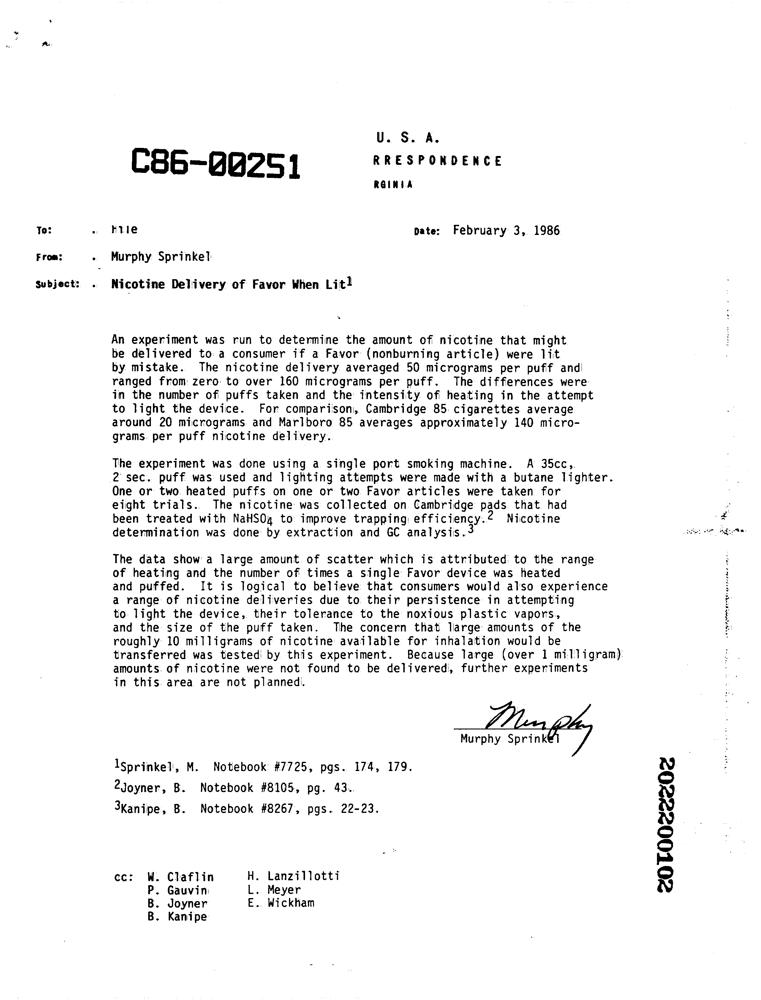 U. S. A.
C86-00251
RRESPONDENCE
RGINIA
To: . File Date: February 3, 1986
From: . Murphy Sprinkel
Subject: . Nicotine Delivery of Favor When Lit1
An experiment was run to determine the amount of nicotine that might
be delivered to a consumer if a Favor (nonburning article) were lit
by mistake. The nicotine delivery averaged 50 micrograms per puff and
ranged from zero to over 160 micrograms per puff. The differences were
in the number of puffs taken and the intensity of heating in the attempt
to light the device. For comparison, Cambridge 85 cigarettes average
around 20 micrograms and Marlboro 85 averages approximately 140 micro-
grams per puff nicotine delivery.
The experiment was done using a single port smoking machine. A 35cc,
2 sec. puff was used and lighting attempts were made with a butane lighter.
One or two heated puffs on one or two Favor articles were taken for
eight trials. The nicotine was collected on Cambridge pads that had
been treated with NaHSO4 to improve trapping efficiency.2 Nicotine
determination was done by extraction and GC analysis.3
The data show a large amount of scatter which is attributed to the range
of heating and the number of times a single Favor device was heated
and puffed. It is logical to believe that consumers would also experience
a range of nicotine deliveries due to their persistence in attempting
to light the device, their tolerance to the noxious plastic vapors,
and the size of the puff taken. The concern that large amounts of the
roughly 10 milligrams of nicotine available for inhalation would be
transferred was tested by this experiment. Because large (over 1 milligram)
amounts of nicotine were not found to be delivered, further experiments
in this area are not planned.
Murphy
Murphy Sprinkel
1Sprinkel, M. Notebook #7725, pgs. 174, 179.
2Joyner, B. Notebook #8105, pg. 43.
3Kanipe, B. Notebook #8267, pgs. 22-23.
cc: W. Claflin H. Lanzillotti
P. Gauvin L. Meyer
B. Joyner E. Wickham
B. Kanipe
2022200102